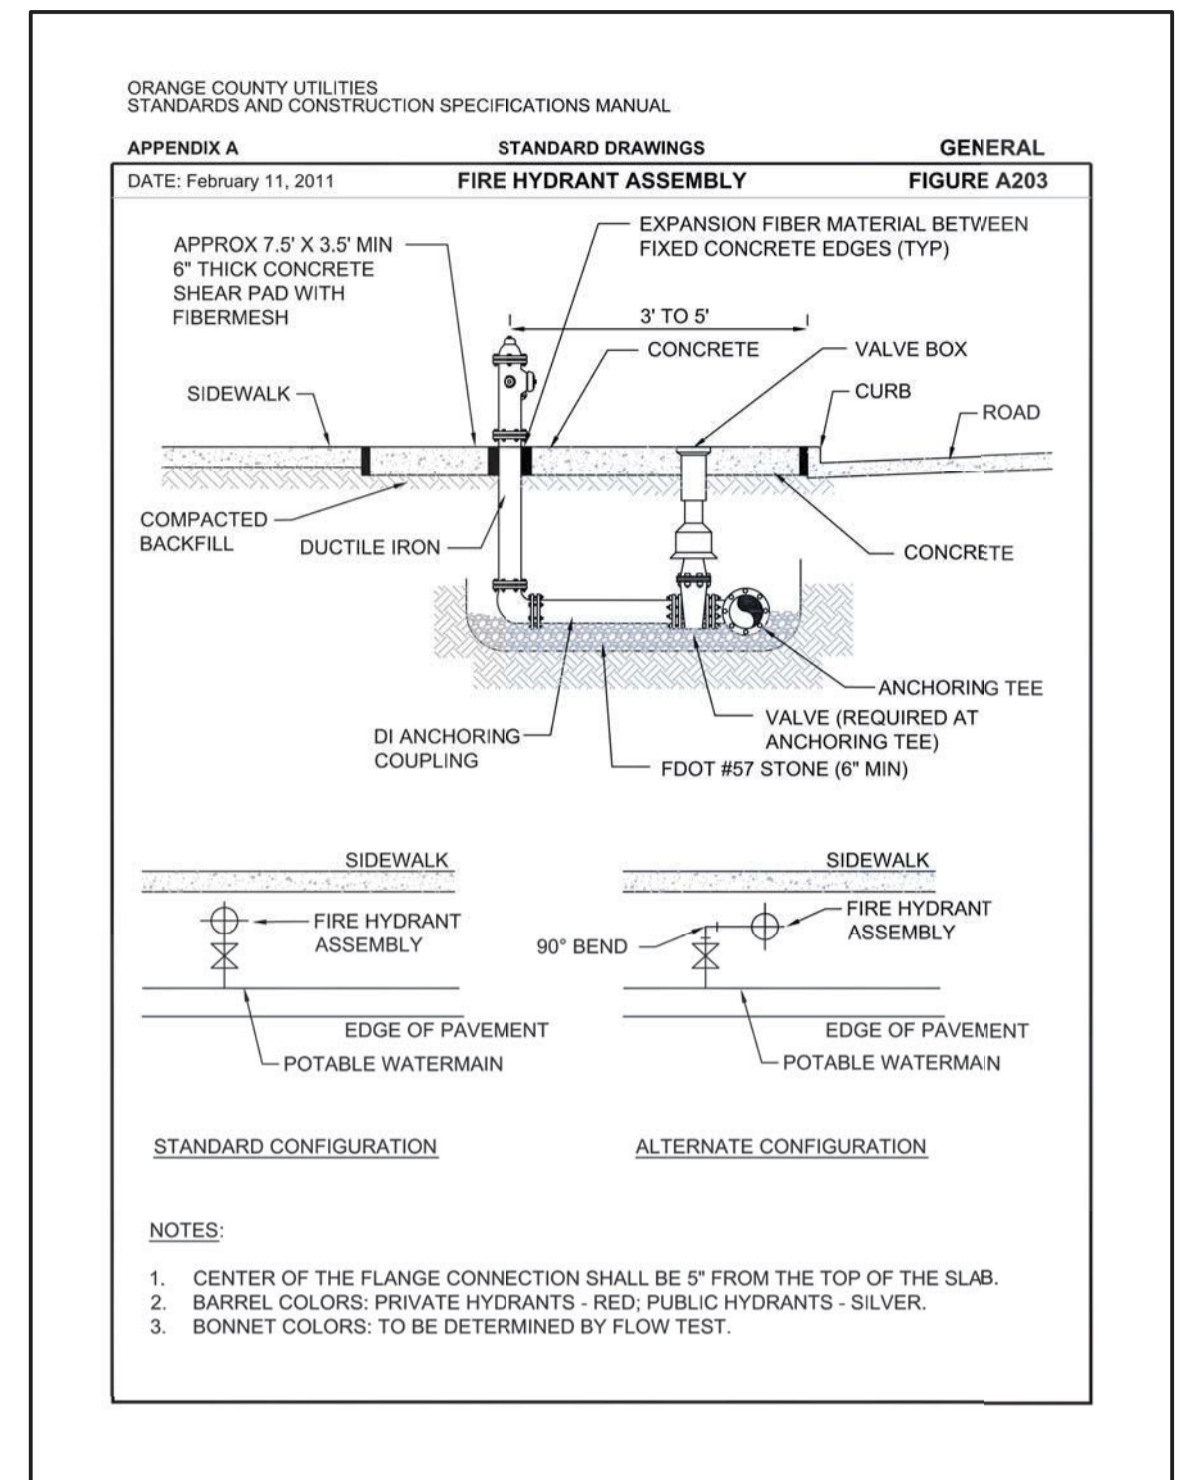 ORANGE COUNTY UTILITIES
STANDARDS AND CONSTRUCTION SPECIFICATIONS MANUAL
APPENDIX A STANDARD DRAWINGS GENERAL
DATE: February 11, 2011 FIRE HYDRANT ASSEMBLY FIGURE A203
EXPANSION FIBER MATERIAL BETWEEN
FIXED CONCRETE EDGES (TYP)
APPROX 7.5' X 3.5' MIN
6" THICK CONCRETE
SHEAR PAD WITH
FIBERMESH
3' TO 5'
CONCRETE
VALVE BOX
SIDEWALK
CURB
ROAD
COMPACTED
BACKFILL
DUCTILE IRON
CONCRETE
ANCHORING TEE
VALVE (REQUIRED AT
ANCHORING TEE)
DI ANCHORING
COUPLING
FDOT #57 STONE (6" MIN)
SIDEWALK
FIRE HYDRANT
ASSEMBLY
EDGE OF PAVEMENT
POTABLE WATERMAIN
STANDARD CONFIGURATION
SIDEWALK
FIRE HYDRANT
ASSEMBLY
90° BEND
EDGE OF PAVEMENT
POTABLE WATERMAIN
ALTERNATE CONFIGURATION
NOTES:
1. CENTER OF THE FLANGE CONNECTION SHALL BE 5" FROM THE TOP OF THE SLAB.
2. BARREL COLORS: PRIVATE HYDRANTS - RED; PUBLIC HYDRANTS - SILVER.
3. BONNET COLORS: TO BE DETERMINED BY FLOW TEST.